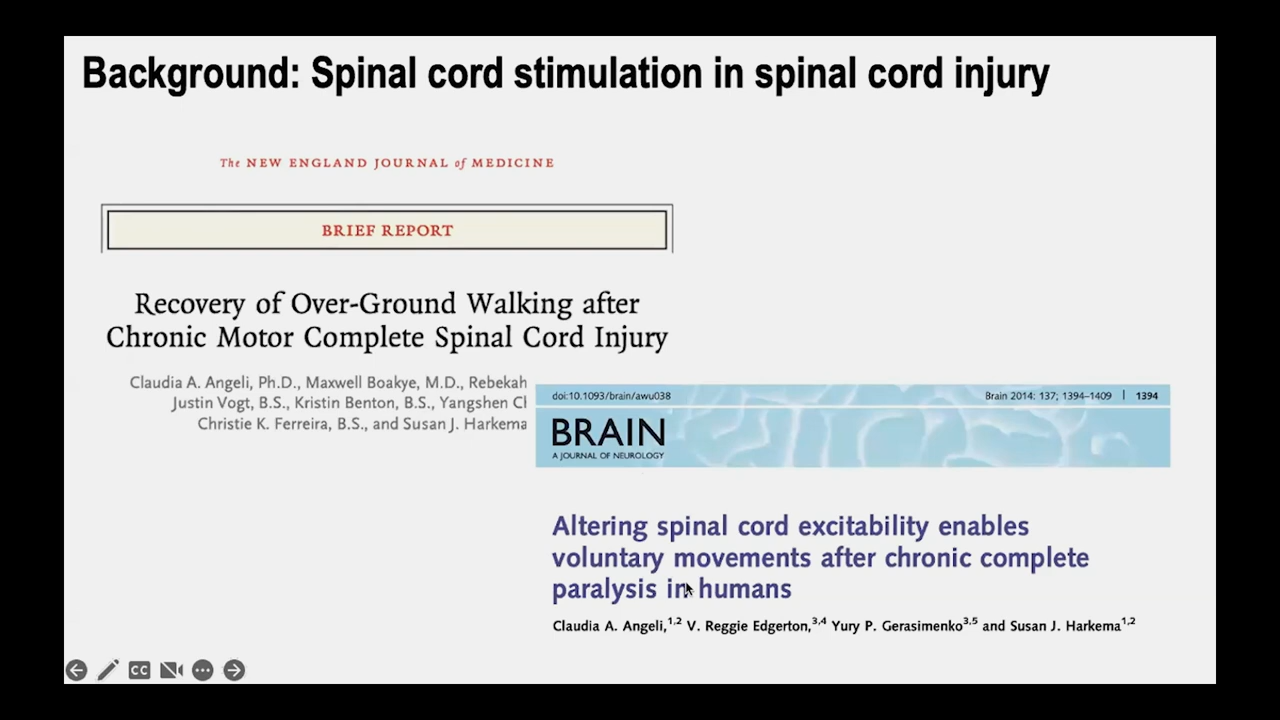 Background: Spinal cord stimulation in spinal cord injury
The NEW ENGLAND JOURNAL of MEDICINE
BRIEF REPORT
Recovery of Over-Ground Walking after
Chronic Motor Complete Spinal Cord Injury
Claudia A. Angeli, Ph.D., Maxwell Boakye, M.D., Rebekah
Justin Vogt, B.S., Kristin Benton, B.S., Yangshen
Christie K. Ferreira, B.S., and Susan J. Harkema
doi:10.1093/brain/awu038
Brain 2014: 137; 1394–1409 | 1394
BRAIN
A JOURNAL OF NEUROLOGY
Altering spinal cord excitability enables
voluntary movements after chronic complete
paralysis in humans
Claudia A. Angeli,1,2 V. Reggie Edgerton,3,4 Yury P. Gerasimenko3,5 and Susan J. Harkema1,2
CC